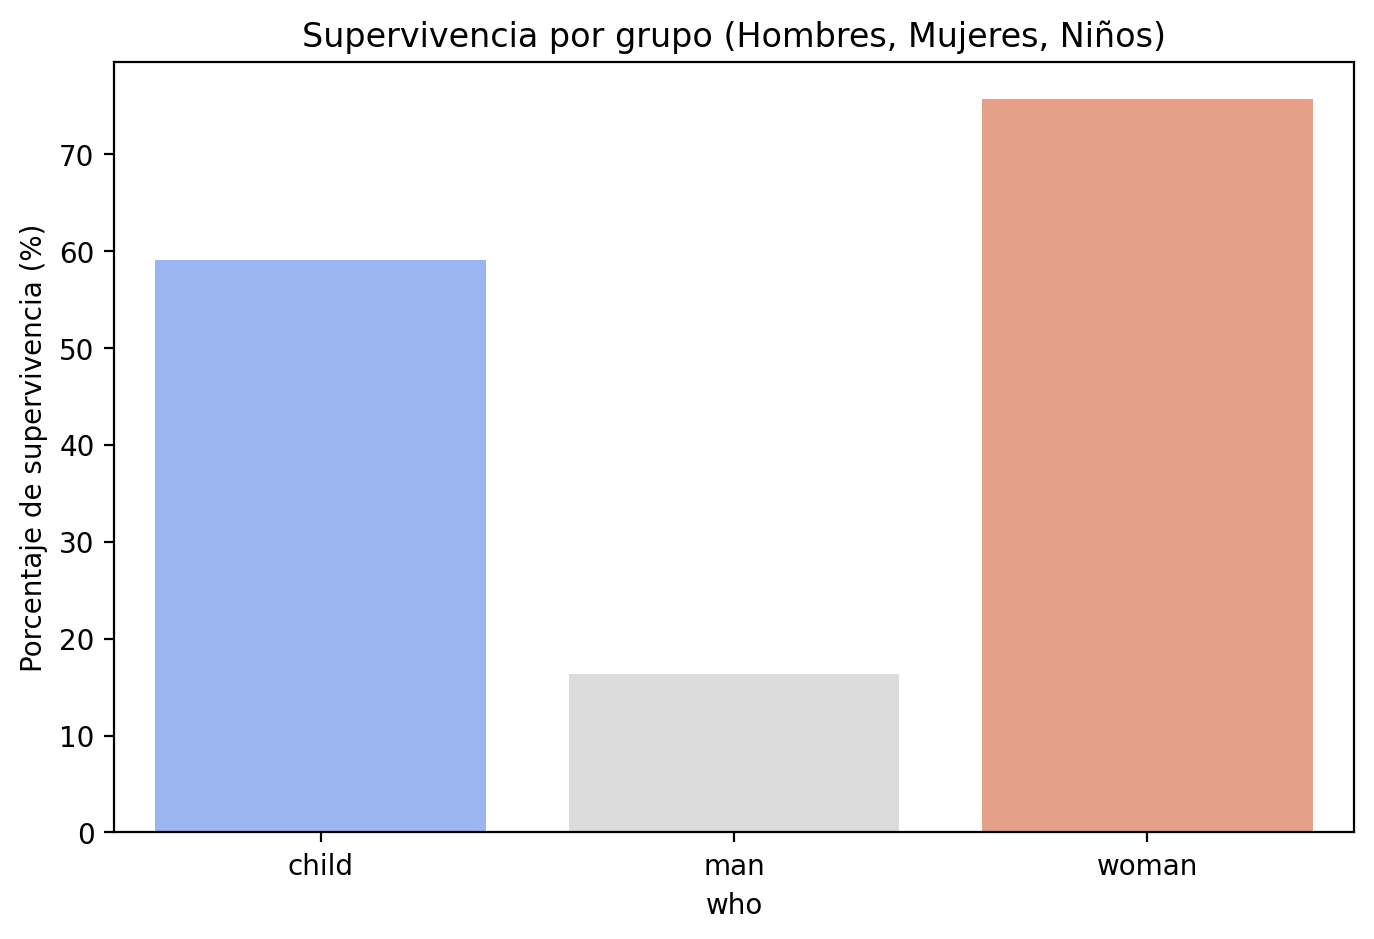 Supervivencia por grupo (Hombres, Mujeres, Niños)
Porcentaje de supervivencia (%)
70
60
50
40
30
20
10
0
child man woman
who